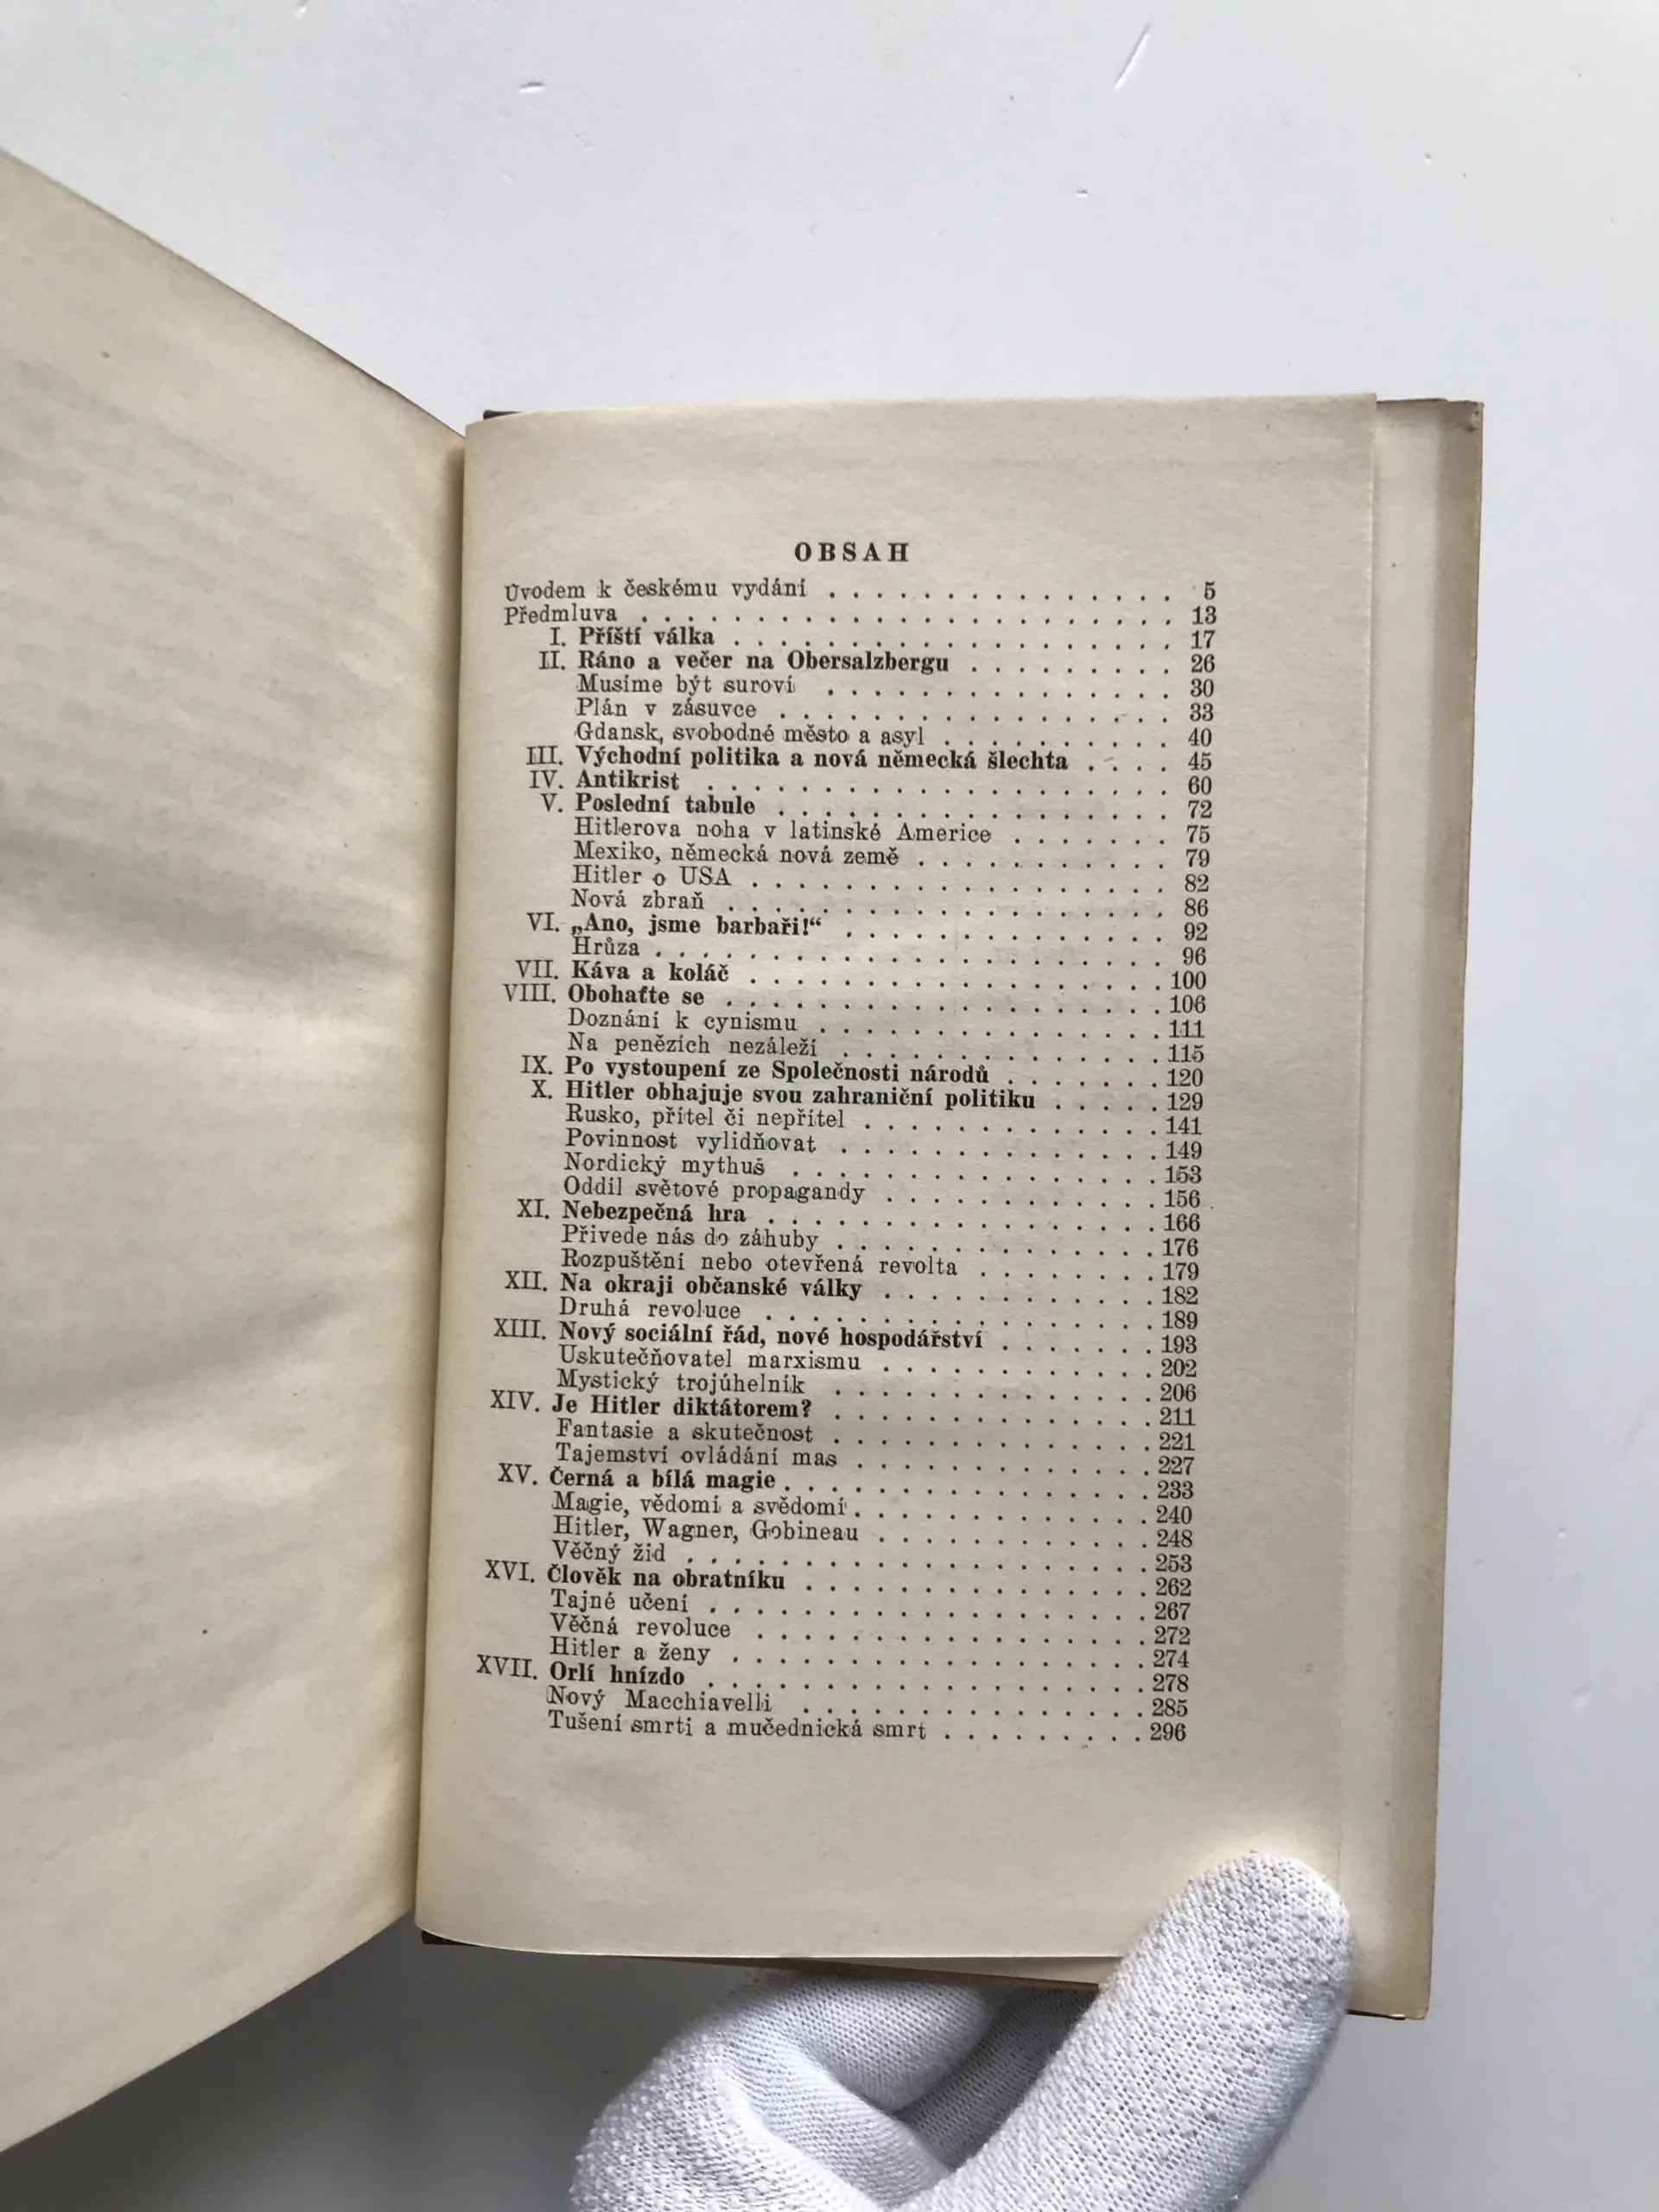 OBSAH
Úvodem k českému vydání . . . . . . . . . . . . . . . 5
Předmluva . . . . . . . . . . . . . . . . . . . . . . . 13
I. Příští válka . . . . . . . . . . . . . . . . . . . 17
II. Ráno a večer na Obersalzbergu . . . . . . . . . 26
Musíme být suroví . . . . . . . . . . . . . . . 30
Plán v zásuvce . . . . . . . . . . . . . . . . . 33
Gdansk, svobodné město a asyl . . . . . . . . . . 40
III. Východní politika a nová německá šlechta . . . . 45
IV. Antikrist . . . . . . . . . . . . . . . . . . . . 60
V. Poslední tabule . . . . . . . . . . . . . . . . . 72
Hitlerova noha v latinské Americe . . . . . . . 75
Mexiko, německá nová země . . . . . . . . . . . 79
Hitler o USA . . . . . . . . . . . . . . . . . . 82
Nová zbraň . . . . . . . . . . . . . . . . . . . 86
VI. „Ano, jsme barbaři!“ . . . . . . . . . . . . . . 92
Hrůza . . . . . . . . . . . . . . . . . . . . . . 96
VII. Káva a koláč . . . . . . . . . . . . . . . . . . 100
VIII. Obohaťte se . . . . . . . . . . . . . . . . . . . 106
Doznání k cynismu . . . . . . . . . . . . . . . 111
Na penězích nezáleží . . . . . . . . . . . . . . 115
IX. Po vystoupení ze Společnosti národů . . . . . . . 120
X. Hitler obhajuje svou zahraniční politiku . . . . . 129
Rusko, přítel či nepřítel . . . . . . . . . . . . . 141
Povinnost vylidňovat . . . . . . . . . . . . . . 149
Nordický mythuš . . . . . . . . . . . . . . . . 153
Oddíl světové propagandy . . . . . . . . . . . . 156
XI. Nebezpečná hra . . . . . . . . . . . . . . . . . 166
Přivede nás do záhuby . . . . . . . . . . . . . . 176
Rozpuštění nebo otevřená revolta . . . . . . . . 179
XII. Na okraji občanské války . . . . . . . . . . . . 182
Druhá revoluce . . . . . . . . . . . . . . . . . 189
XIII. Nový sociální řád, nové hospodářství . . . . . . . 193
Uskutečňovatel marxismu . . . . . . . . . . . . 202
Mystický trojúhelník . . . . . . . . . . . . . . 206
XIV. Je Hitler diktátorem? . . . . . . . . . . . . . . 211
Fantasie a skutečnost . . . . . . . . . . . . . . 221
Tajemství ovládání mas . . . . . . . . . . . . . 227
XV. Černá a bílá magie . . . . . . . . . . . . . . . . 233
Magie, vědomí a svědomí . . . . . . . . . . . . . 240
Hitler, Wagner, Gobineau . . . . . . . . . . . . 248
Věčný žid . . . . . . . . . . . . . . . . . . . . 253
XVI. Člověk na obratníku . . . . . . . . . . . . . . . 262
Tajné učení . . . . . . . . . . . . . . . . . . . 267
Věčná revoluce . . . . . . . . . . . . . . . . . 272
Hitler a ženy . . . . . . . . . . . . . . . . . . 274
XVII. Orlí hnízdo . . . . . . . . . . . . . . . . . . . 278
Nový Macchiavelli . . . . . . . . . . . . . . . 285
Tušení smrti a mučednická smrt . . . . . . . . . 296